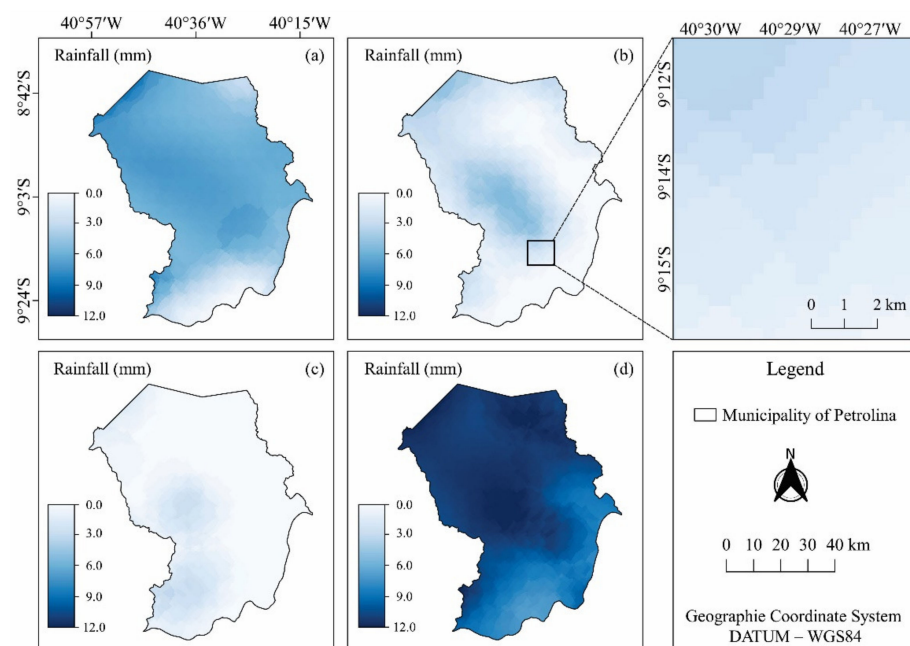 40°57'W 40°36'W 40°15'W
40°30'W 40°29'W 40°27'W
Rainfall (mm) (a)
8°42'S
9°3'S
9°24'S
0.0
3.0
6.0
9.0
12.0
Rainfall (mm) (b)
0.0
3.0
6.0
9.0
12.0
9°12'S
9°14'S
9°15'S
0 1 2 km
Rainfall (mm) (c)
0.0
3.0
6.0
9.0
12.0
Rainfall (mm) (d)
0.0
3.0
6.0
9.0
12.0
Legend
Municipality of Petrolina
N
0 10 20 30 40 km
Geographie Coordinate System
DATUM – WGS84